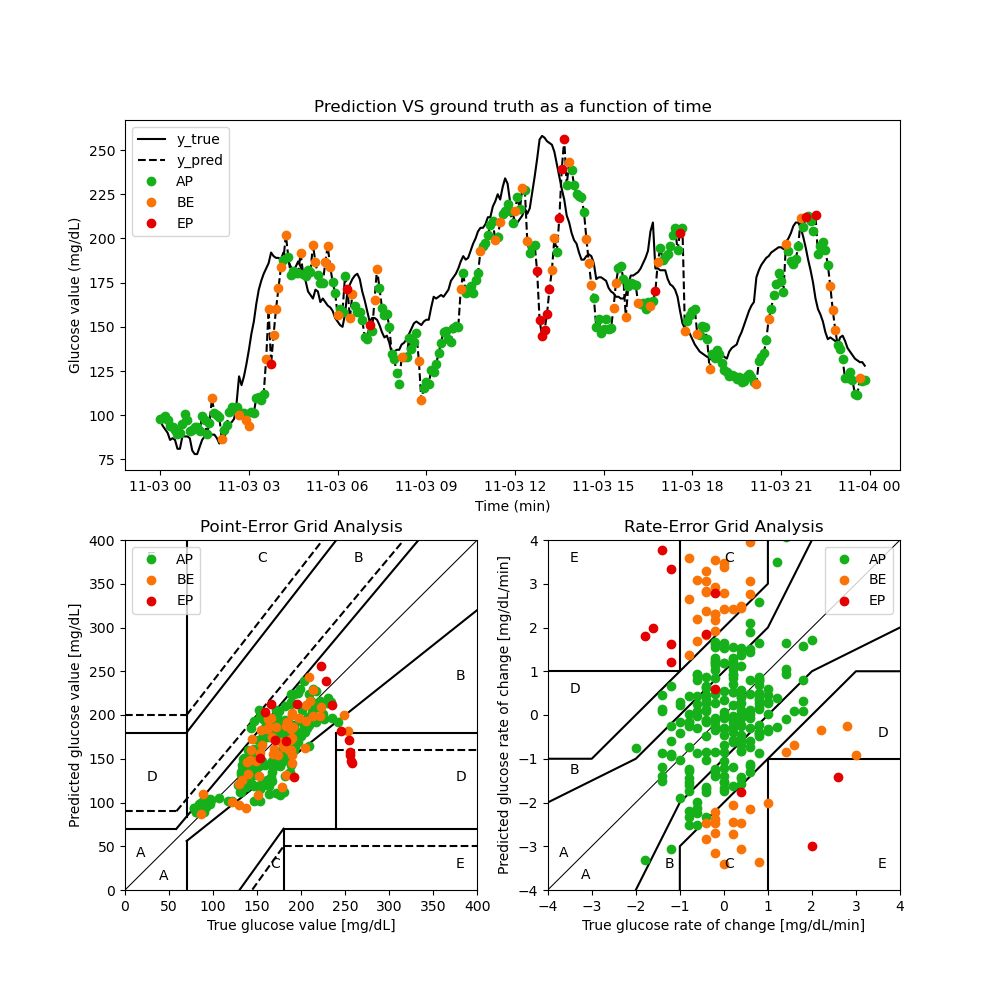 Prediction VS ground truth as a function of time
Glucose value (mg/dL)
250
225
200
175
150
125
100
75
y_true
y_pred
AP
BE
EP
11-03 00 11-03 03 11-03 06 11-03 09 11-03 12 11-03 15 11-03 18 11-03 21 11-04 00
Time (min)
Point-Error Grid Analysis
Predicted glucose value [mg/dL]
400
350
300
250
200
150
100
50
0
AP
BE
EP
C
B
B
D
D
A
A
C
E
0 50 100 150 200 250 300 350 400
True glucose value [mg/dL]
Rate-Error Grid Analysis
Predicted glucose rate of change [mg/dL/min]
4
3
2
1
0
−1
−2
−3
−4
E
C
AP
BE
EP
D
D
B
A
A
B
C
E
−4 −3 −2 −1 0 1 2 3 4
True glucose rate of change [mg/dL/min]